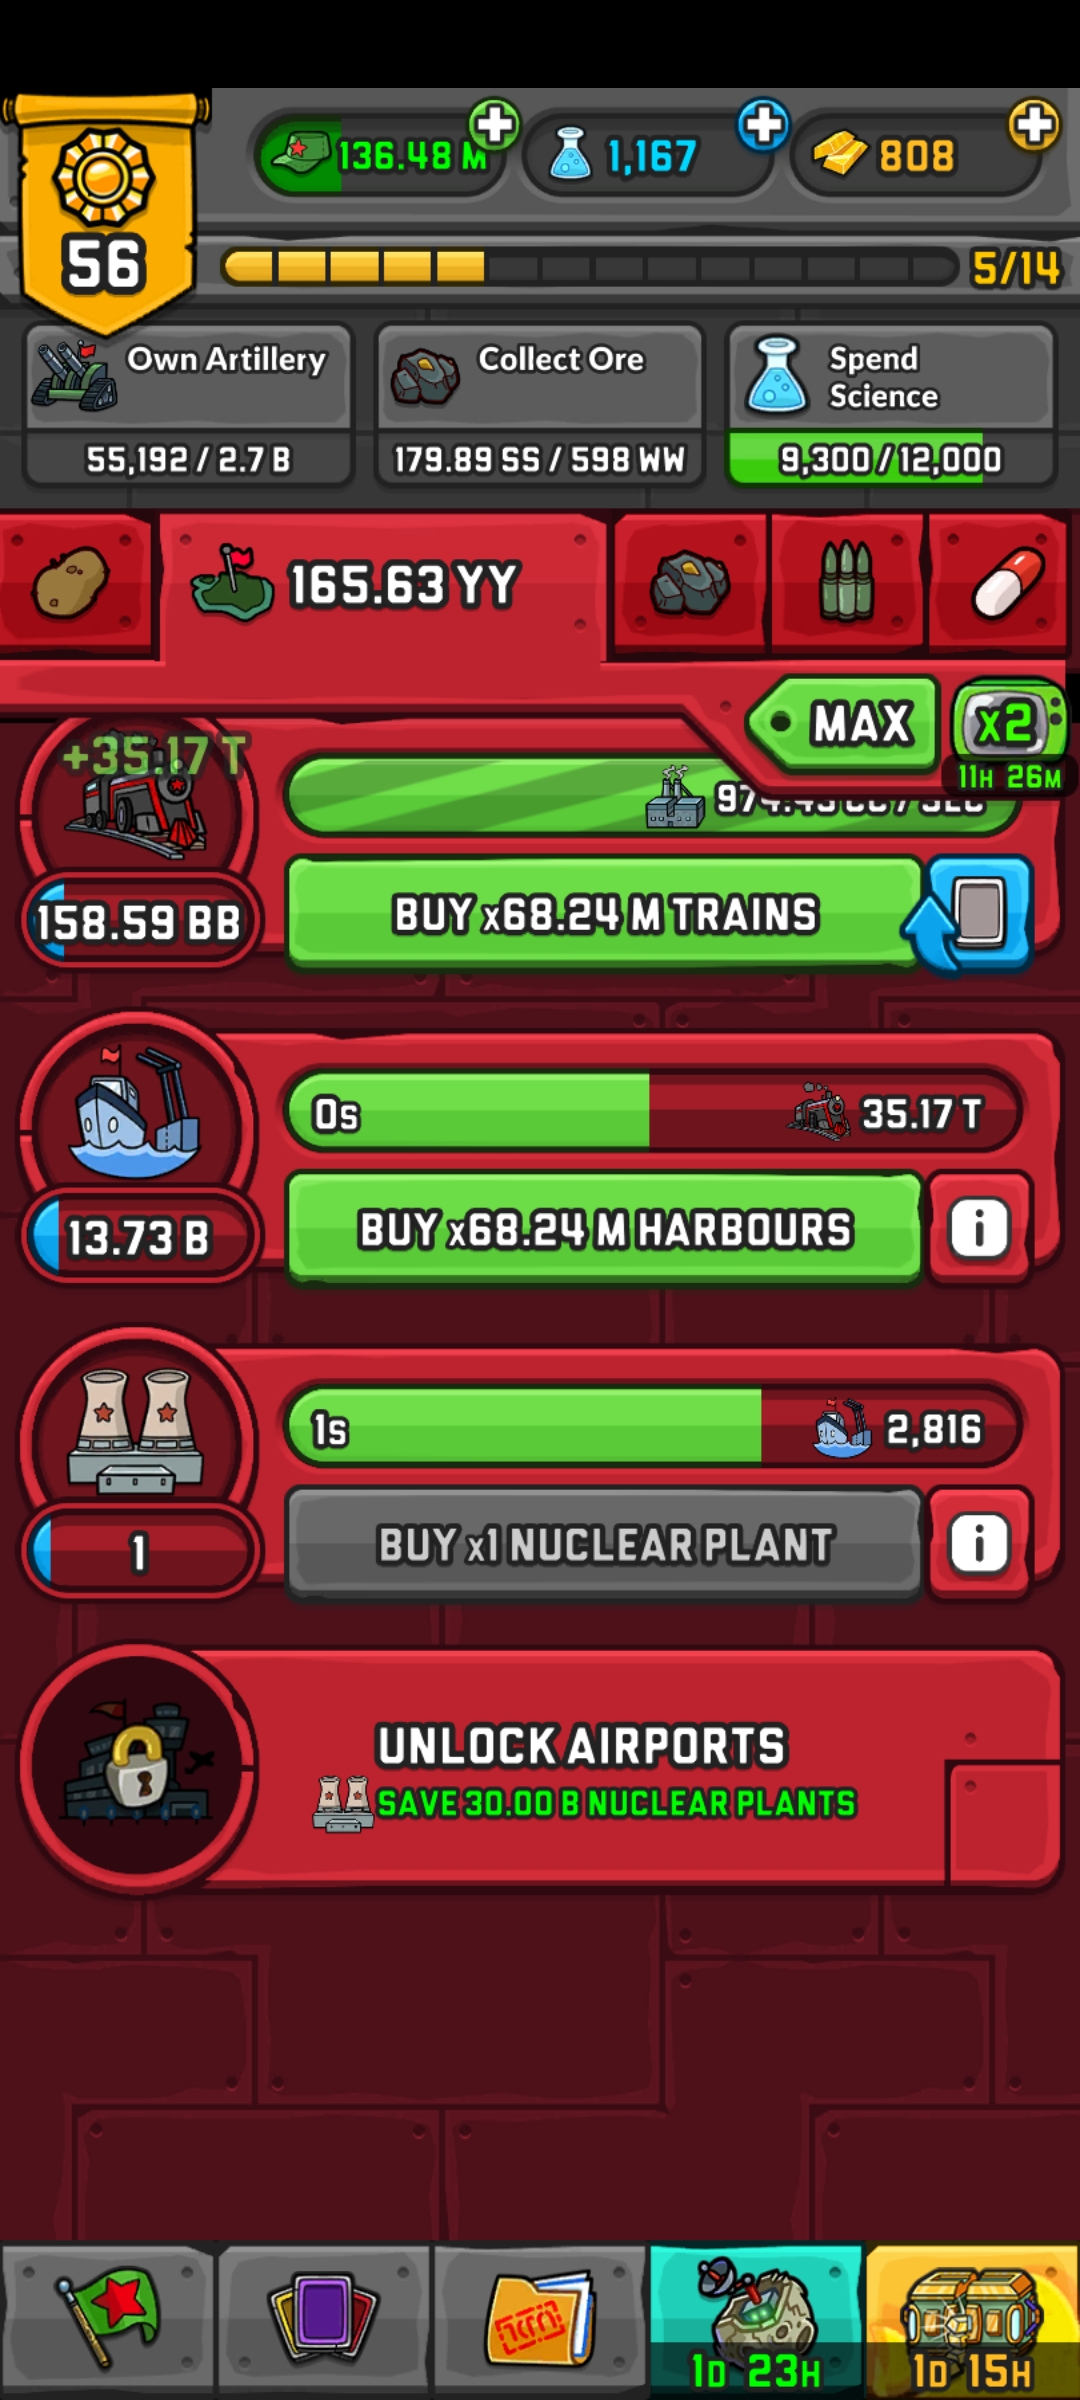 136.48 M
1,167
808
56
5/14
Own Artillery
Collect Ore
Spend
Science
55,192 / 2.7 B
179.89 SS / 598 WW
9,300 / 12,000
165.63 YY
MAX
x2
11H 26M
+35.17 T
158.59 BB
BUY x68.24 M TRAINS
0s
35.17 T
13.73 B
BUY x68.24 M HARBOURS
i
1s
2,816
1
BUY x1 NUCLEAR PLANT
i
UNLOCK AIRPORTS
SAVE 30.00 B NUCLEAR PLANTS
1D 23H
1D 15H